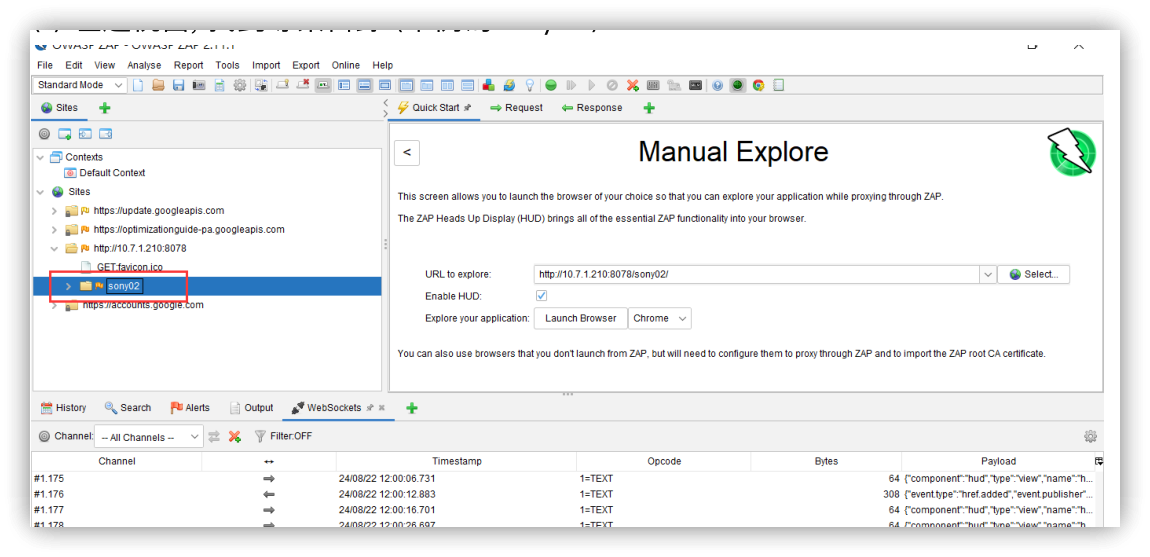 OWASP ZAP - OWASP ZAP 2.11.1
File Edit View Analyse Report Tools Import Export Online Help
Standard Mode
Sites
Quick Start Request Response
Contexts
Default Context
Sites
https://update.googleapis.com
https://optimizationguide-pa.googleapis.com
http://10.7.1.210:8078
GET:favicon.ico
sony02
https://accounts.google.com
<
Manual Explore
This screen allows you to launch the browser of your choice so that you can explore your application while proxying through ZAP.
The ZAP Heads Up Display (HUD) brings all of the essential ZAP functionality into your browser.
URL to explore: http://10.7.1.210:8078/sony02/ Select...
Enable HUD:
Explore your application: Launch Browser Chrome
You can also use browsers that you don't launch from ZAP, but will need to configure them to proxy through ZAP and to import the ZAP root CA certificate.
History Search Alerts Output WebSockets
Channel: -- All Channels -- Filter:OFF
Channel ↔ Timestamp Opcode Bytes Payload
#1.175 24/08/22 12:00:06.731 1=TEXT 64 {"component":"hud","type":"view","name":"h...
#1.176 24/08/22 12:00:12.883 1=TEXT 308 {"event.type":"href.added","event.publisher"...
#1.177 24/08/22 12:00:16.701 1=TEXT 64 {"component":"hud","type":"view","name":"h...
#1.178 24/08/22 12:00:26.697 1=TEXT 64 {"component":"hud","type":"view","name":"h...